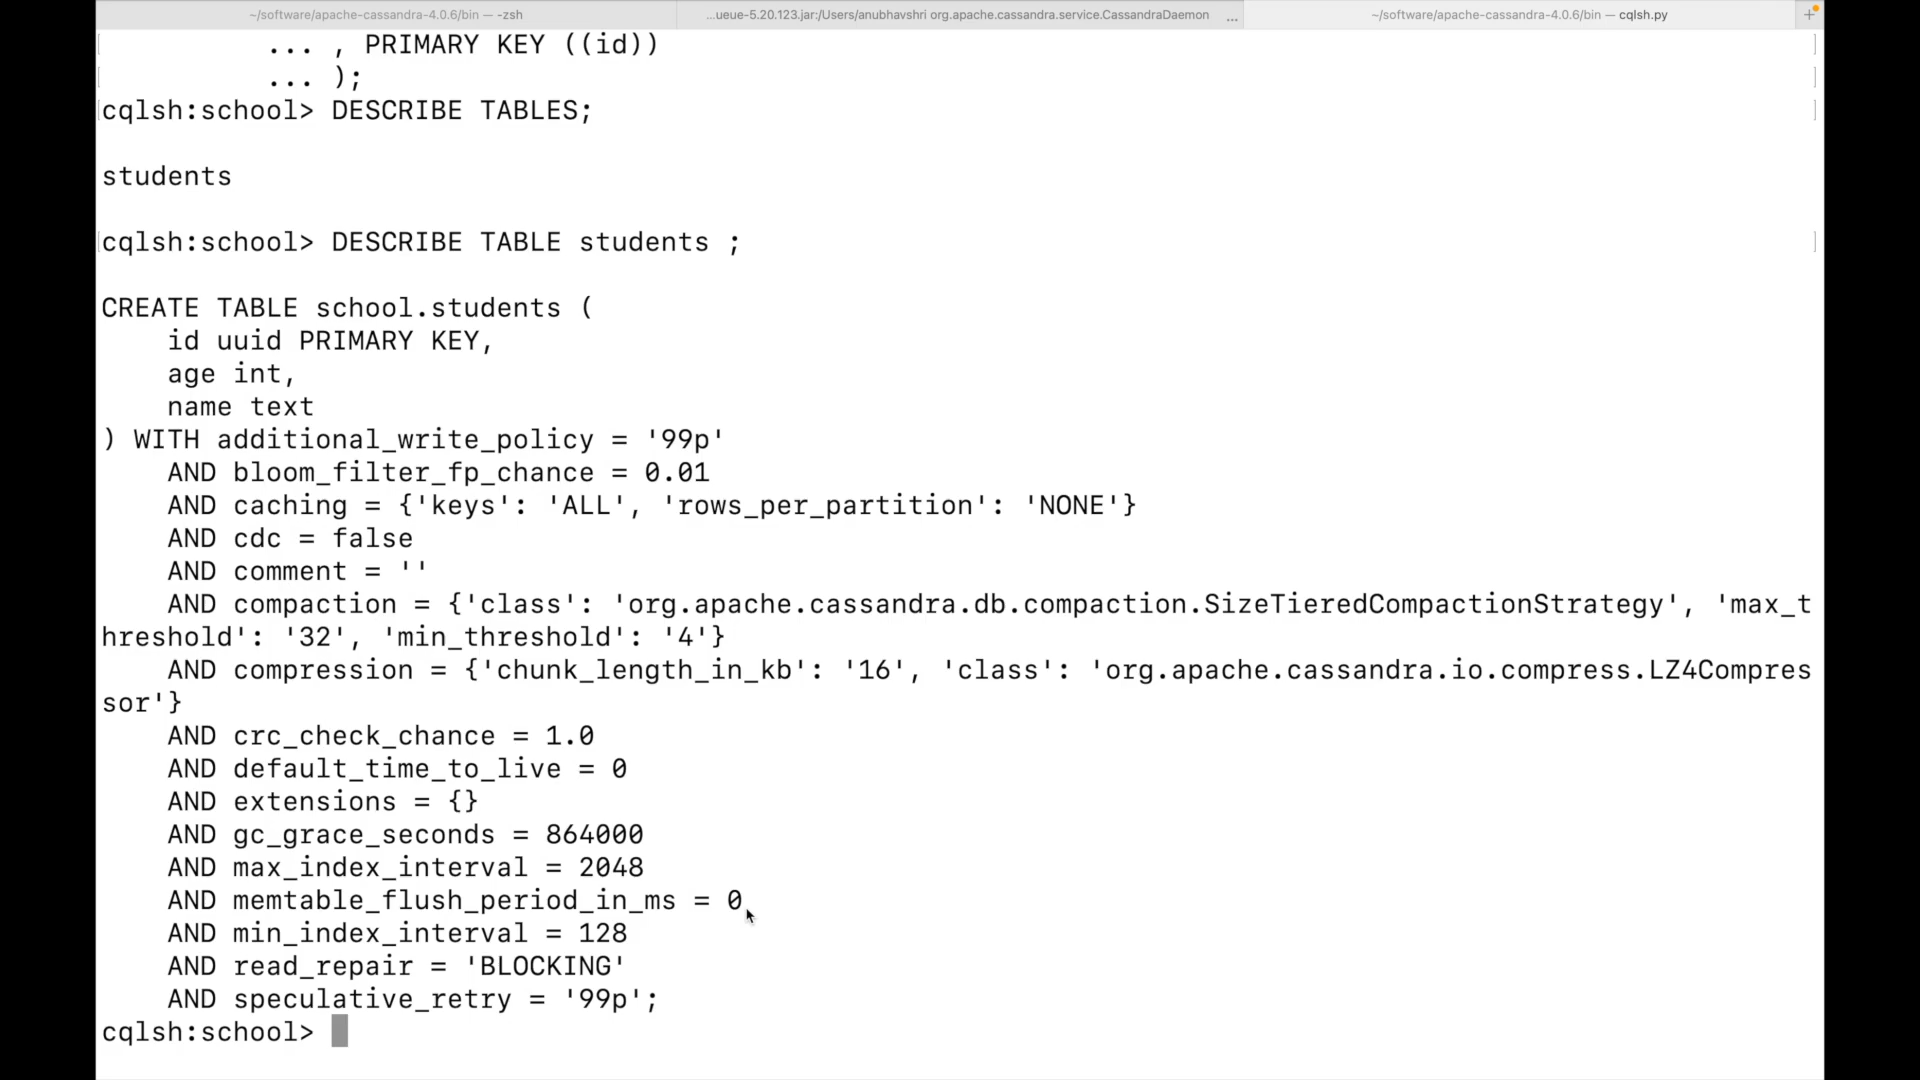 ~/software/apache-cassandra-4.0.6/bin — -zsh
...ueue-5.20.123.jar:/Users/anubhavshri org.apache.cassandra.service.CassandraDaemon ...
~/software/apache-cassandra-4.0.6/bin — cqlsh.py
... , PRIMARY KEY ((id))
... );
cqlsh:school> DESCRIBE TABLES;
students
cqlsh:school> DESCRIBE TABLE students ;
CREATE TABLE school.students (
    id uuid PRIMARY KEY,
    age int,
    name text
) WITH additional_write_policy = '99p'
    AND bloom_filter_fp_chance = 0.01
    AND caching = {'keys': 'ALL', 'rows_per_partition': 'NONE'}
    AND cdc = false
    AND comment = ''
    AND compaction = {'class': 'org.apache.cassandra.db.compaction.SizeTieredCompactionStrategy', 'max_t
hreshold': '32', 'min_threshold': '4'}
    AND compression = {'chunk_length_in_kb': '16', 'class': 'org.apache.cassandra.io.compress.LZ4Compres
sor'}
    AND crc_check_chance = 1.0
    AND default_time_to_live = 0
    AND extensions = {}
    AND gc_grace_seconds = 864000
    AND max_index_interval = 2048
    AND memtable_flush_period_in_ms = 0
    AND min_index_interval = 128
    AND read_repair = 'BLOCKING'
    AND speculative_retry = '99p';
cqlsh:school>